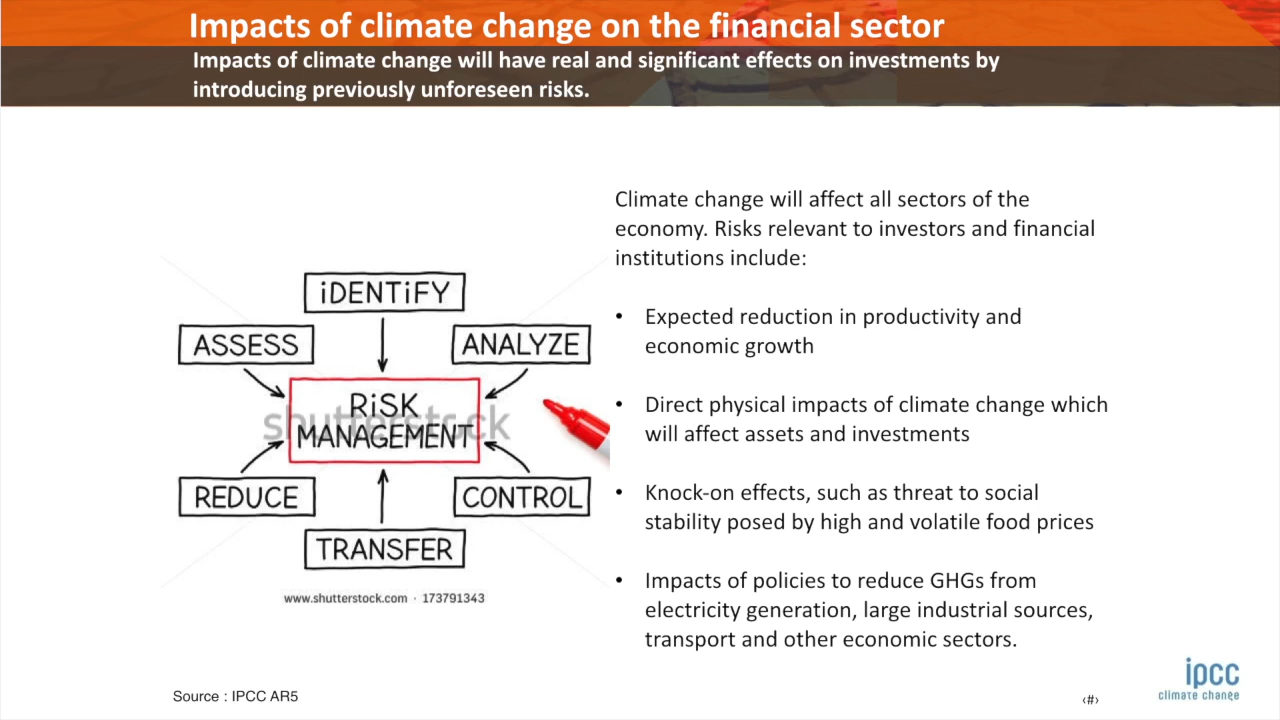 Impacts of climate change on the financial sector
Impacts of climate change will have real and significant effects on investments by
introducing previously unforeseen risks.
Climate change will affect all sectors of the
economy. Risks relevant to investors and financial
institutions include:
• Expected reduction in productivity and
economic growth
• Direct physical impacts of climate change which
will affect assets and investments
• Knock-on effects, such as threat to social
stability posed by high and volatile food prices
• Impacts of policies to reduce GHGs from
electricity generation, large industrial sources,
transport and other economic sectors.
iDENTiFY
ASSESS
ANALYZE
RiSK
MANAGEMENT
shutterstock
REDUCE
CONTROL
TRANSFER
www.shutterstock.com · 173791343
Source : IPCC AR5
‹#›
ipcc
climate change